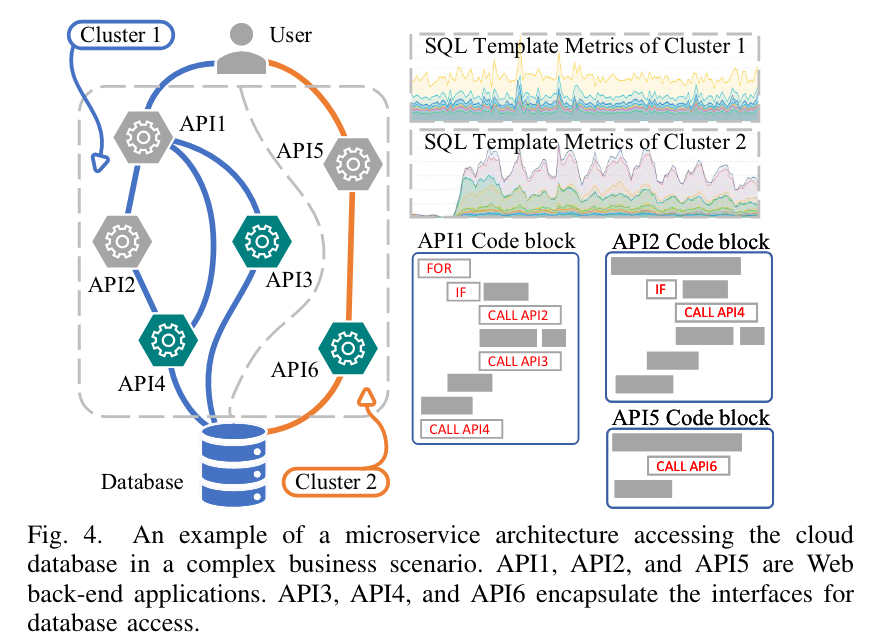 Cluster 1
User
API1
API5
API2
API3
API4
API6
Database
Cluster 2
SQL Template Metrics of Cluster 1
SQL Template Metrics of Cluster 2
API1 Code block
FOR
IF
CALL API2
CALL API3
CALL API4
API2 Code block
IF
CALL API4
API5 Code block
CALL API6
Fig. 4. An example of a microservice architecture accessing the cloud
database in a complex business scenario. API1, API2, and API5 are Web
back-end applications. API3, API4, and API6 encapsulate the interfaces for
database access.